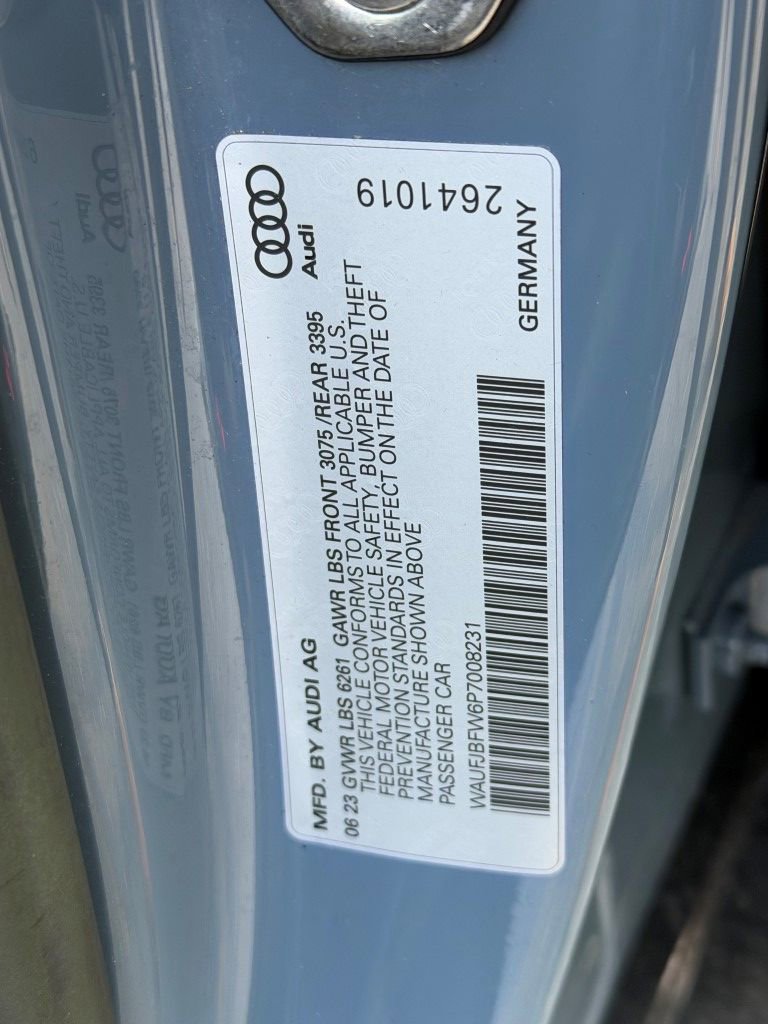 Audi
2641019
MFD. BY AUDI AG
06 23 GVWR LBS 6261 GAWR LBS FRONT 3075/REAR 3395
THIS VEHICLE CONFORMS TO ALL APPLICABLE U.S.
FEDERAL MOTOR VEHICLE SAFETY, BUMPER AND THEFT
PREVENTION STANDARDS IN EFFECT ON THE DATE OF
MANUFACTURE SHOWN ABOVE
PASSENGER CAR
WAUFJBFW6P7008231
GERMANY